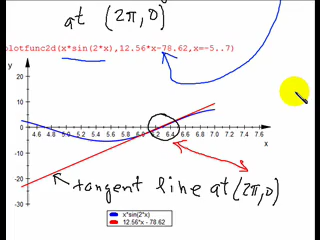 at (2π,0)
plotfunc2d(x*sin(2*x),12.56*x-78.62,x=-5..7)
y
20
10
0
-10
-20
-30
4.6 4.8 5.0 5.2 5.4 5.6 5.8 6.0 6.2 6.4 6.6 6.8 7.0 7.2 7.4 7.6
x
tangent line at (2π,0)
x*sin(2*x)
12.56*x - 78.62